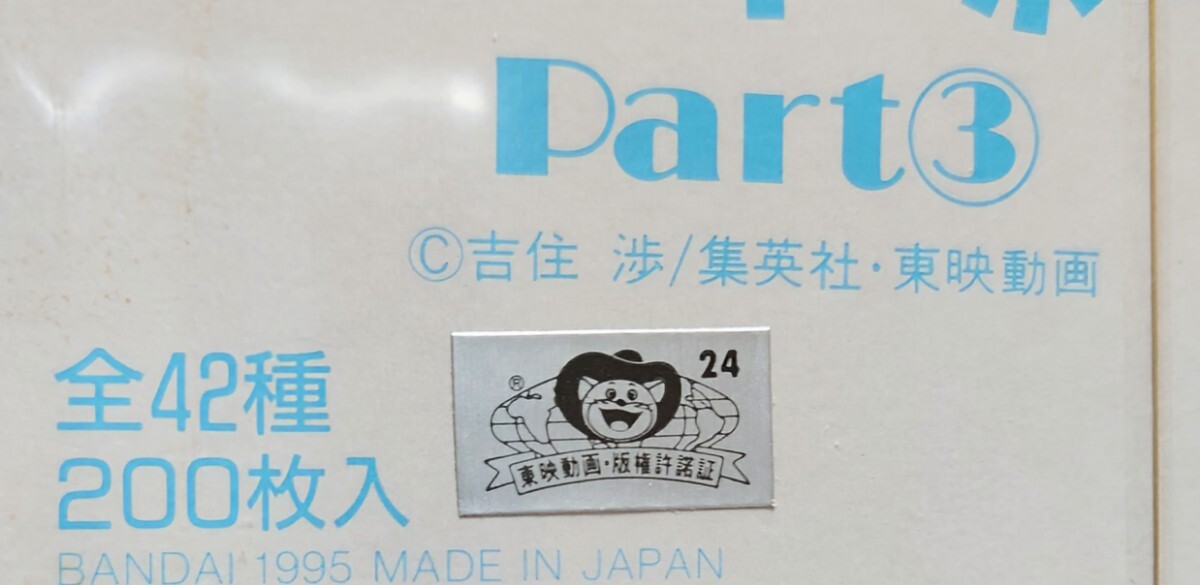 Part③
©吉住 渉/集英社・東映動画
24
®
東映動画・版権許諾証
全42種
200枚入
BANDAI 1995 MADE IN JAPAN